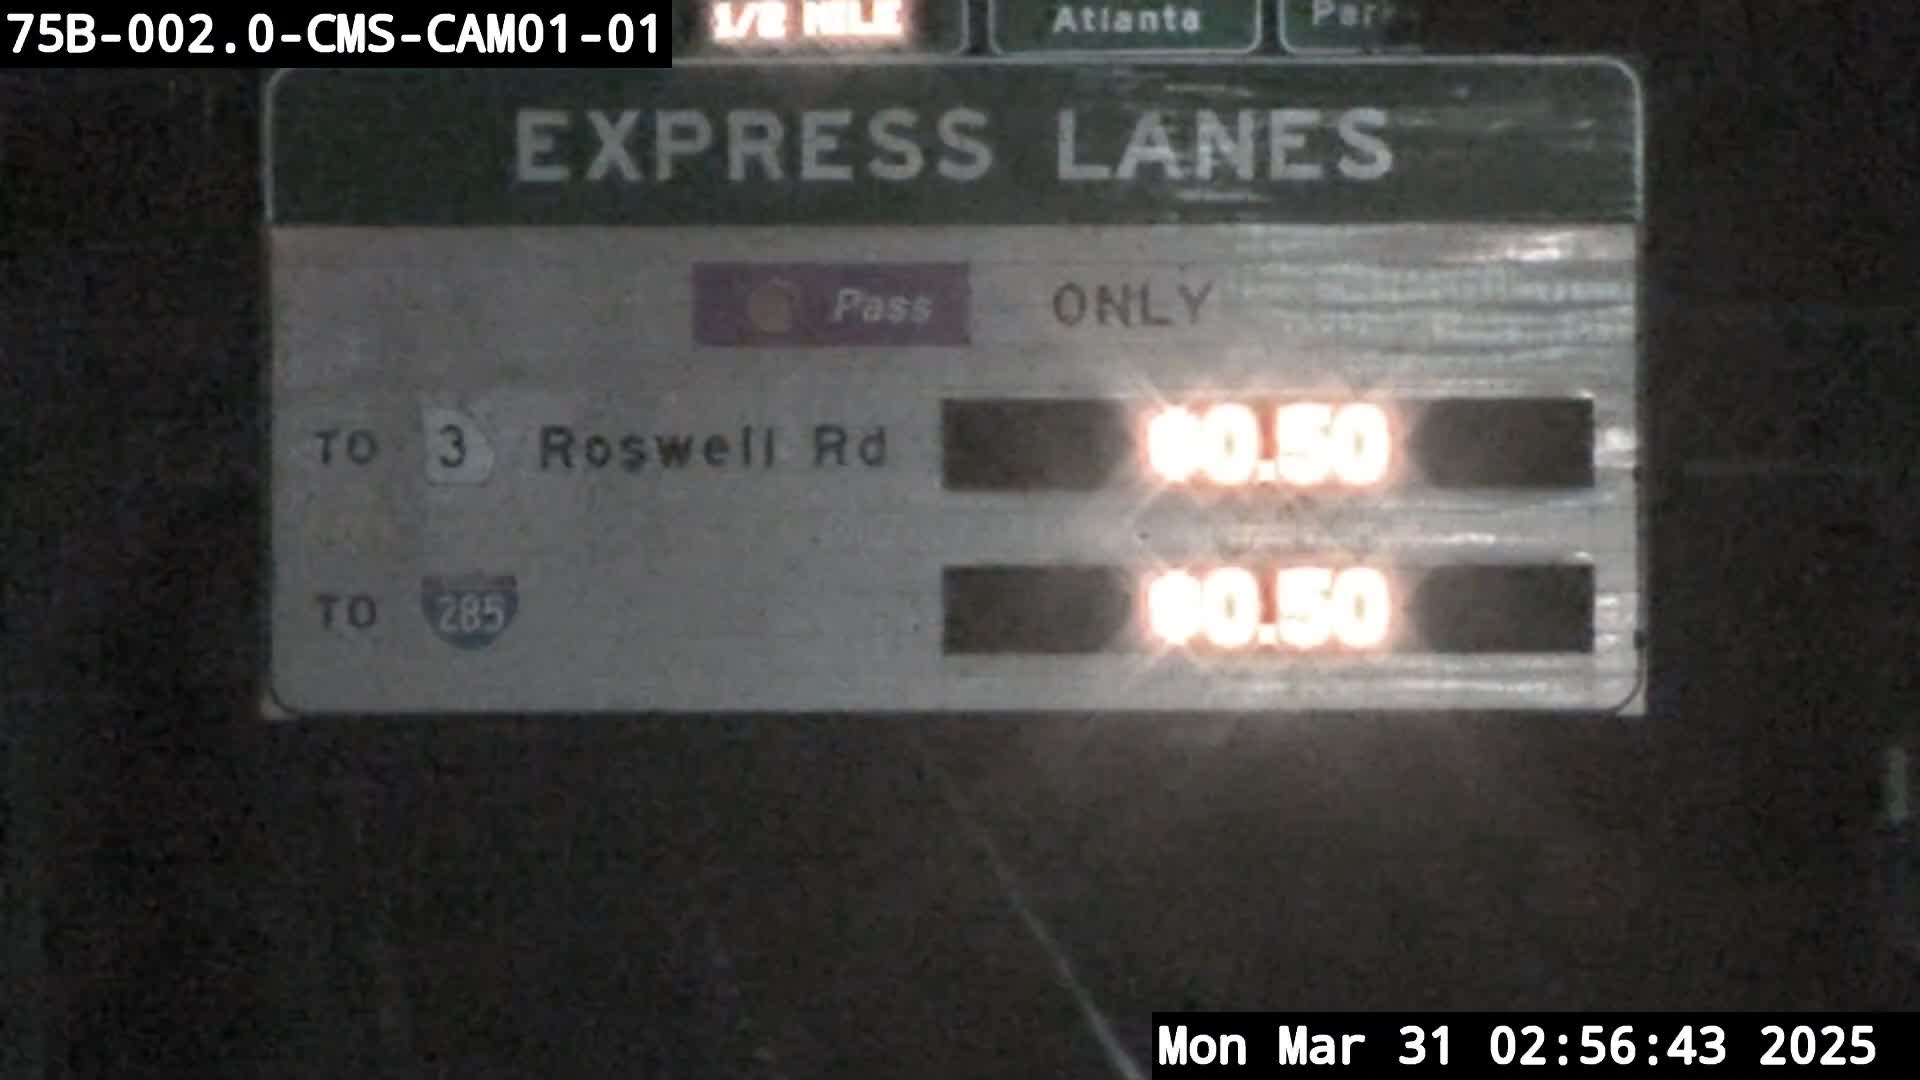 75B-002.0-CMS-CAM01-01
1/2 MILE
Atlanta
EXPRESS LANES
Pass ONLY
TO 3 Roswell Rd $0.50
TO 285 $0.50
Mon Mar 31 02:56:43 2025